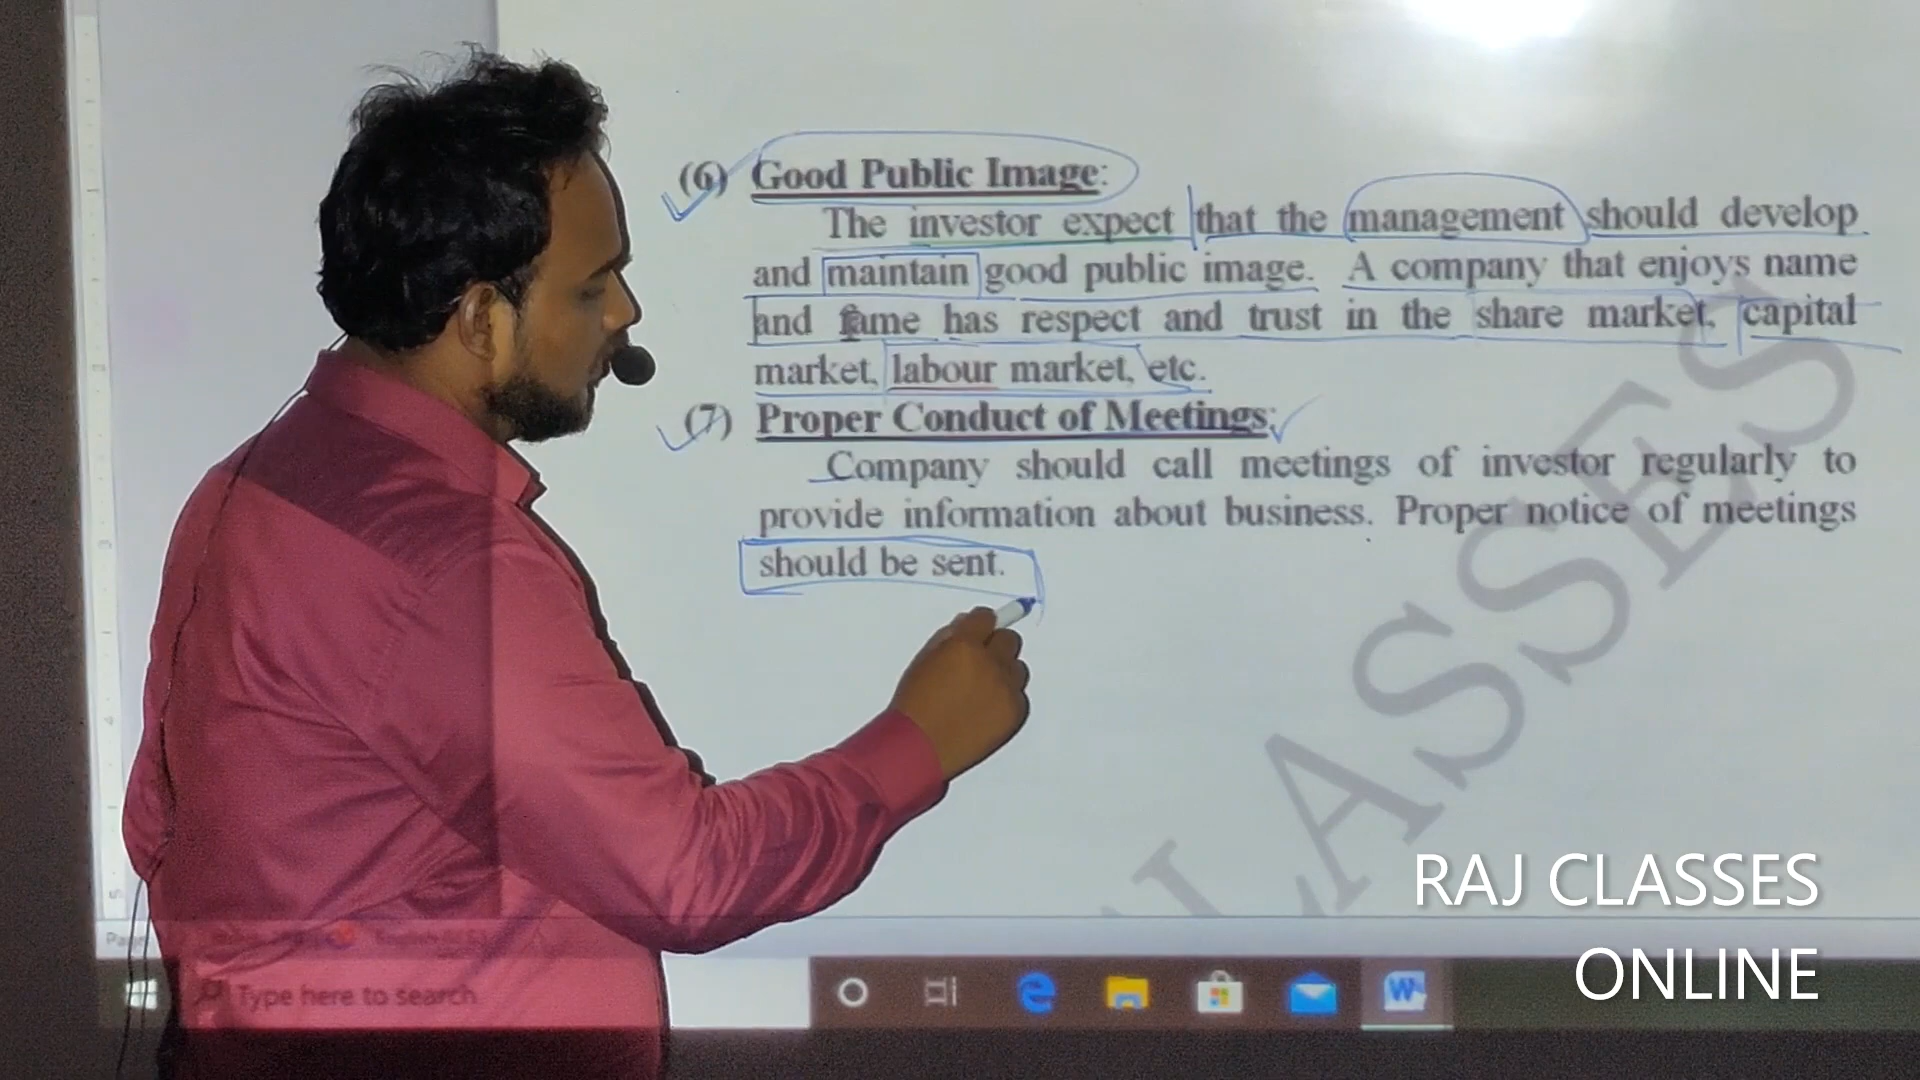 (6) Good Public Image:
The investor expect that the management should develop
and maintain good public image. A company that enjoys name
and fame has respect and trust in the share market, capital
market, labour market, etc.
(7) Proper Conduct of Meetings:
Company should call meetings of investor regularly to
provide information about business. Proper notice of meetings
should be sent.
LASSES
RAJ CLASSES
ONLINE
Type here to search